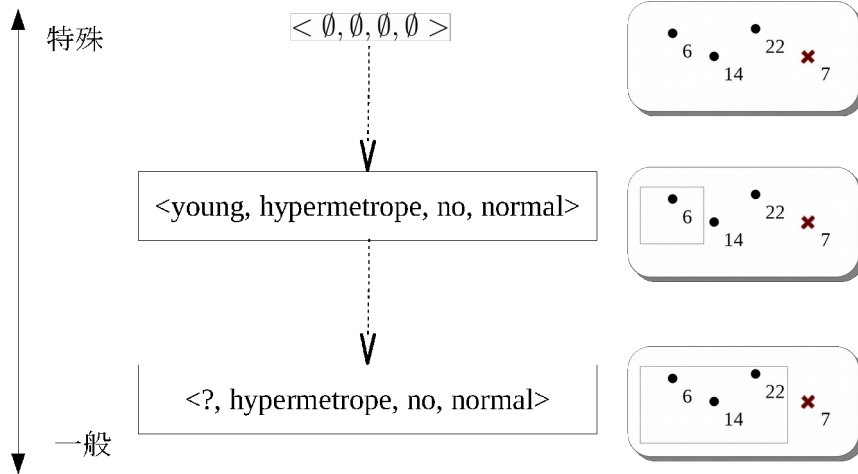 特殊
< ∅, ∅, ∅, ∅ >
6
14
22
7
<young, hypermetrope, no, normal>
6
14
22
7
<?, hypermetrope, no, normal>
6
14
22
7
一般